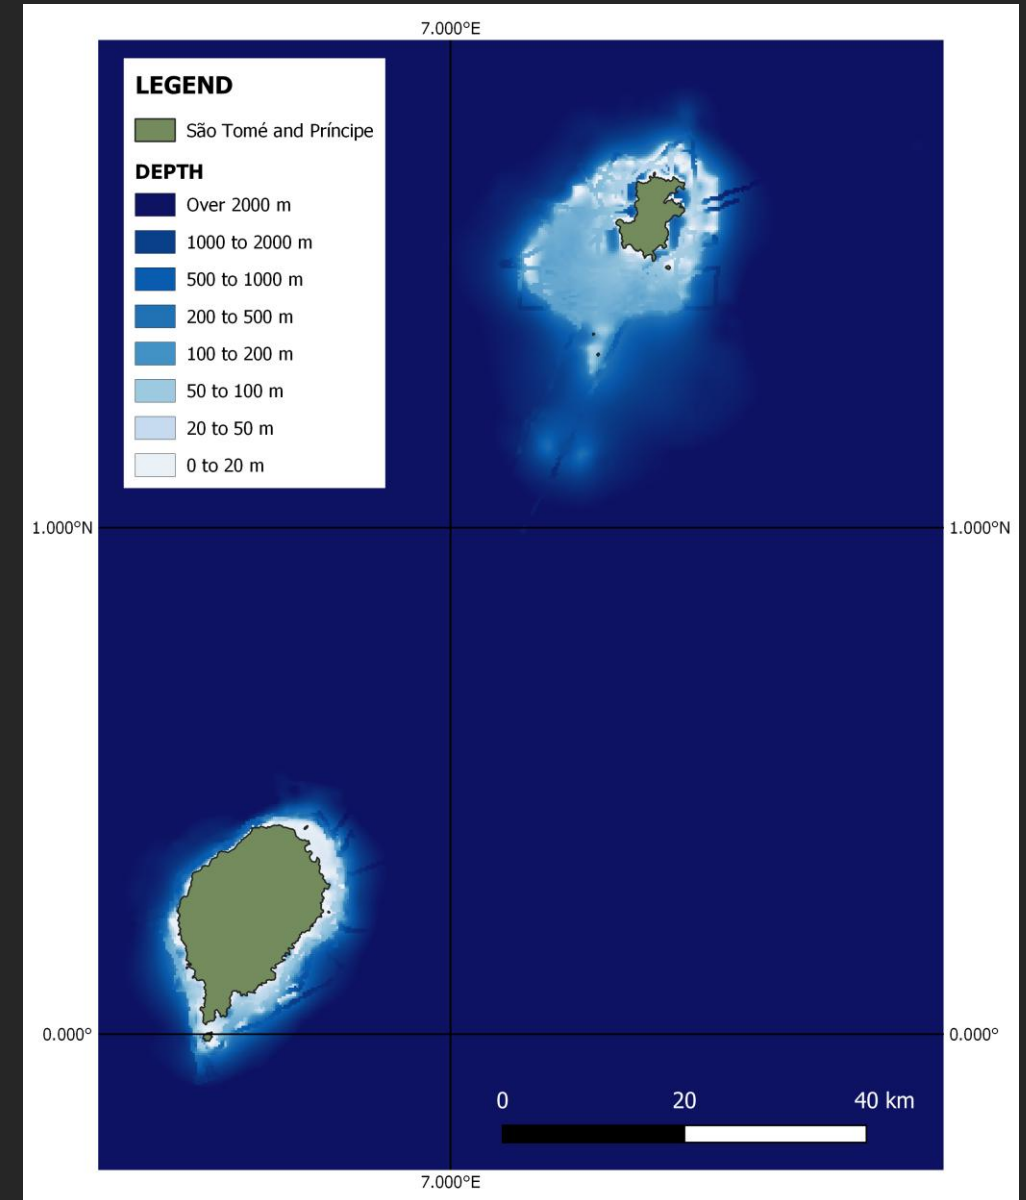 7.000°E
LEGEND
São Tomé and Príncipe
DEPTH
Over 2000 m
1000 to 2000 m
500 to 1000 m
200 to 500 m
100 to 200 m
50 to 100 m
20 to 50 m
0 to 20 m
1.000°N 1.000°N
0.000° 0.000°
0 20 40 km
7.000°E